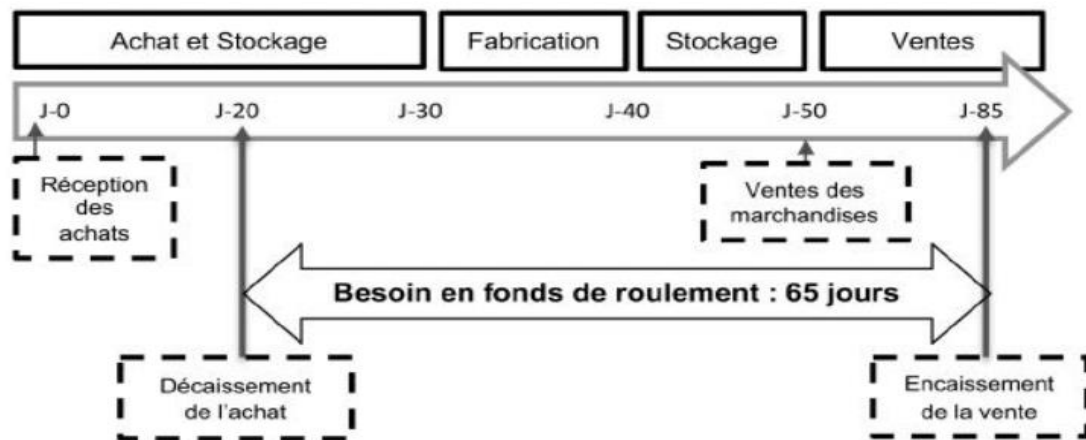 Achat et Stockage
Fabrication
Stockage
Ventes
J-0
J-20
J-30
J-40
J-50
J-85
Réception
des
achats
Ventes des
marchandises
Besoin en fonds de roulement : 65 jours
Décaissement
de l'achat
Encaissement
de la vente